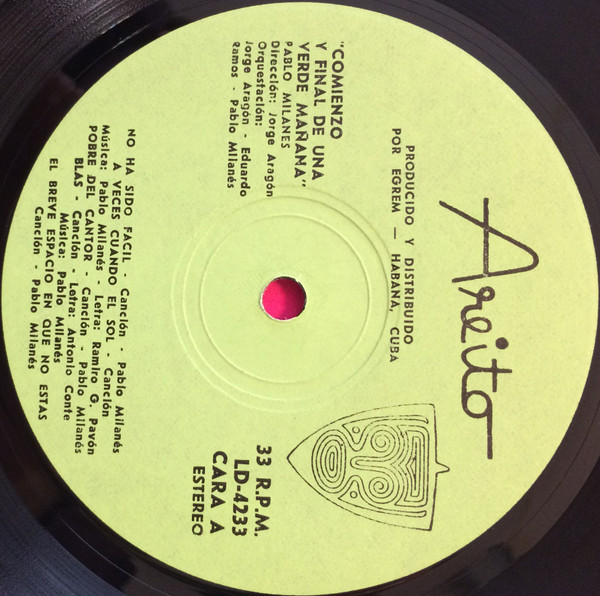 Areito
PRODUCIDO Y DISTRIBUIDO
POR EGREM — HABANA, CUBA
"COMIENZO
Y FINAL DE UNA
VERDE MAÑANA"
PABLO MILANES
Dirección: Jorge Aragón
Orquestación:
Jorge Aragón - Eduardo
Ramos - Pablo Milanés
33 R.P.M.
LD-4233
CARA A
ESTEREO
NO HA SIDO FACIL - Canción - Pablo Milanés
A VECES CUANDO EL SOL - Canción
Música: Pablo Milanés - Letra: Ramiro G. Pavón
POBRE DEL CANTOR - Canción - Pablo Milanés
BLAS - Canción - Letra: Antonio Conte
Música: Pablo Milanés
EL BREVE ESPACIO EN QUE NO ESTAS
Canción - Pablo Milanés